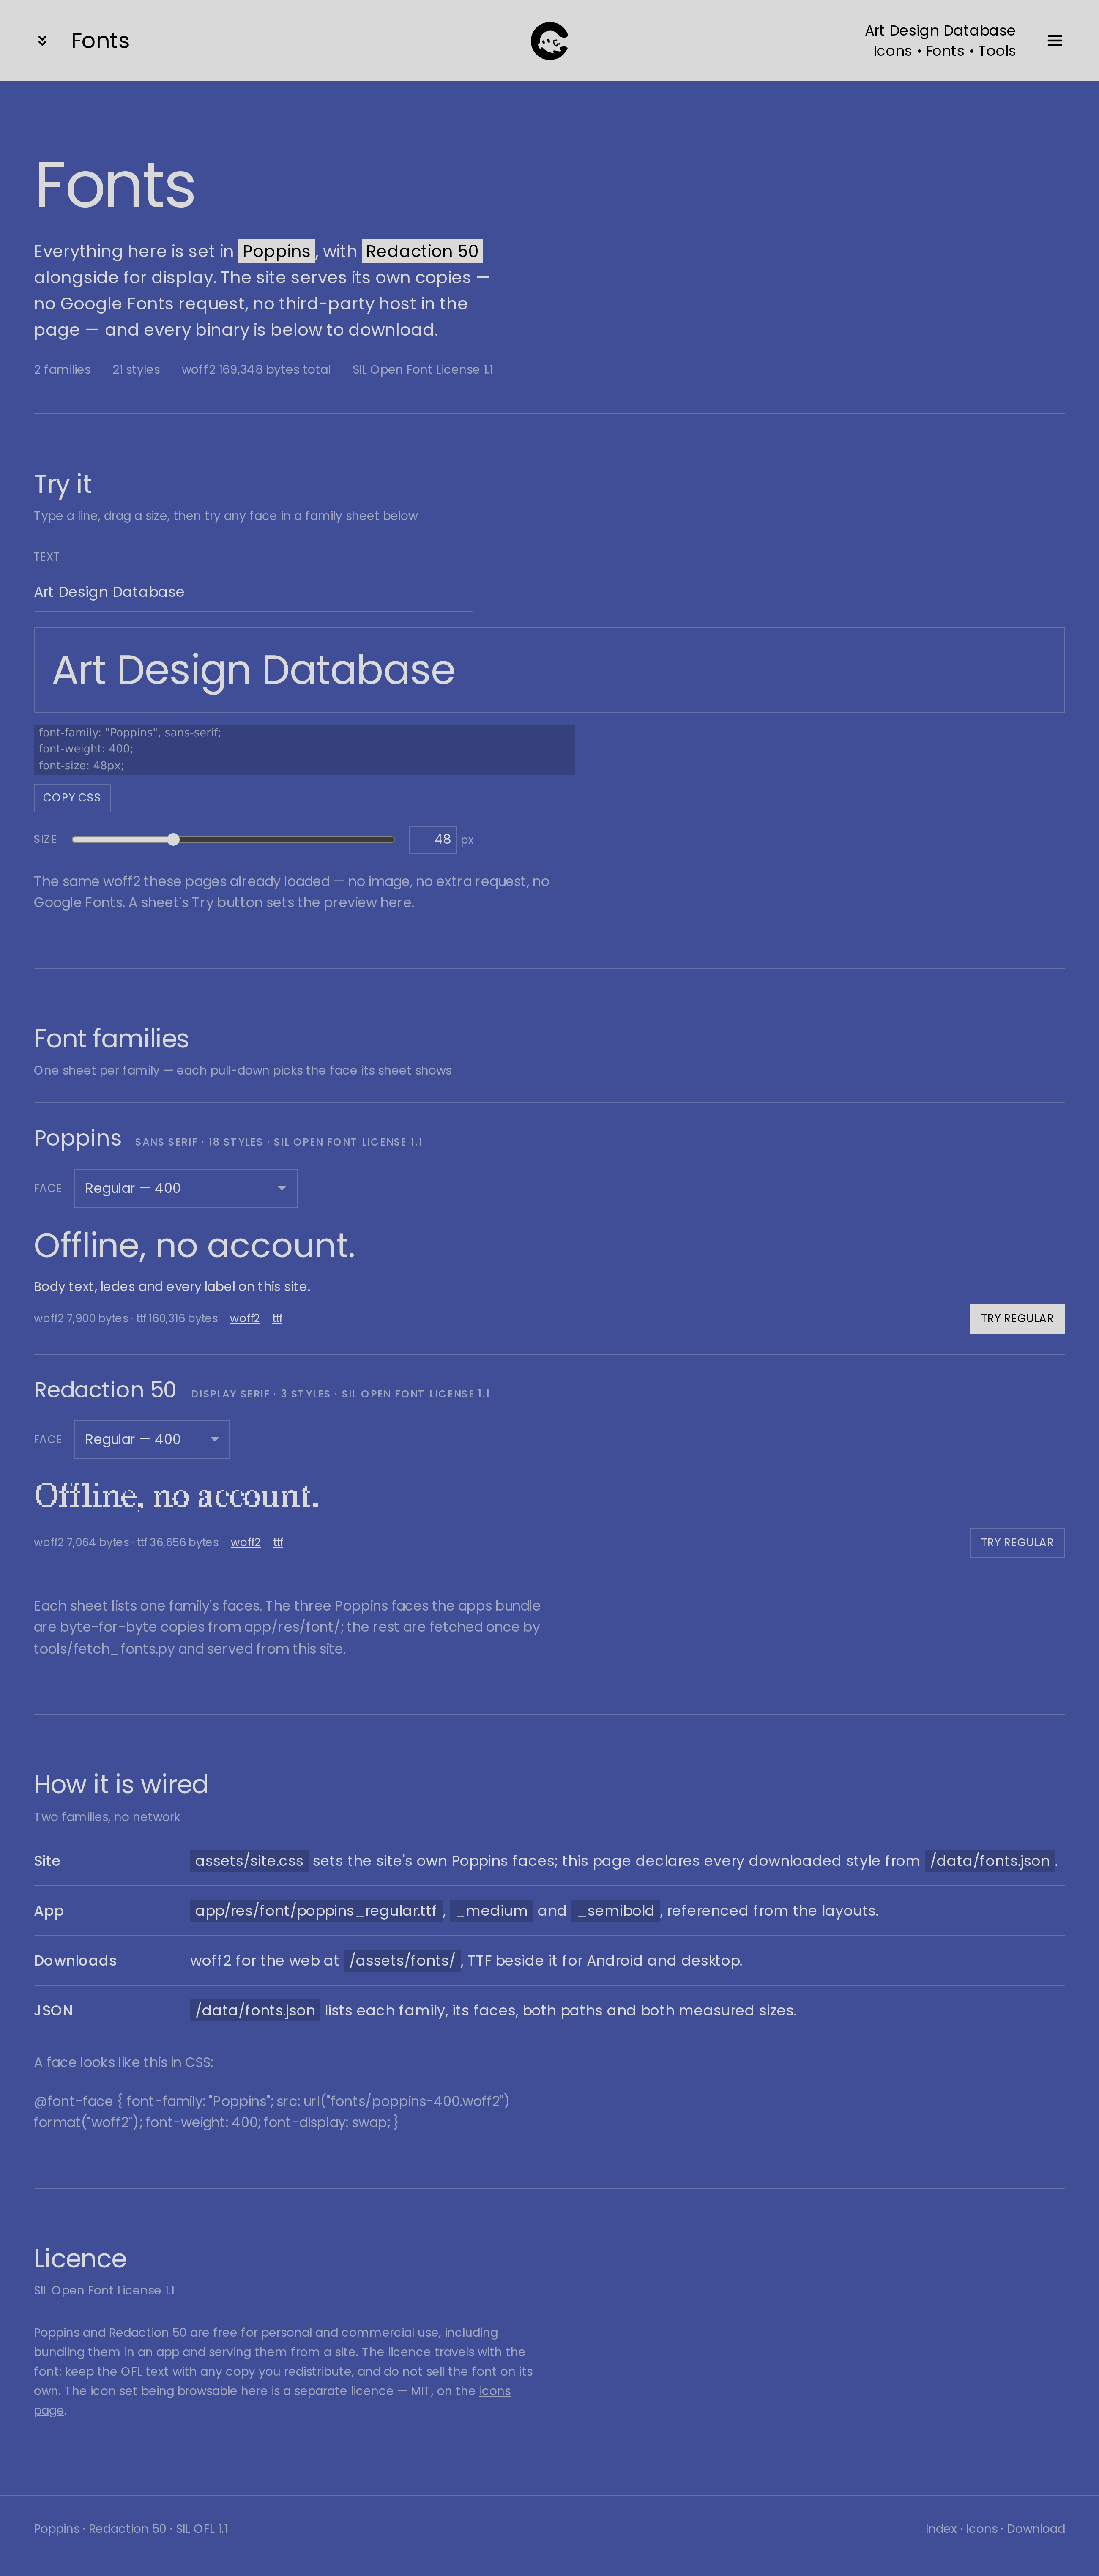 Fonts
Art Design Database
Icons • Fonts • Tools
Fonts
Everything here is set in Poppins, with Redaction 50
alongside for display. The site serves its own copies —
no Google Fonts request, no third-party host in the
page — and every binary is below to download.
2 families 21 styles woff2 169,348 bytes total SIL Open Font License 1.1
Try it
Type a line, drag a size, then try any face in a family sheet below
TEXT
Art Design Database
Art Design Database
font-family: "Poppins", sans-serif;
font-weight: 400;
font-size: 48px;
COPY CSS
SIZE 48 px
The same woff2 these pages already loaded — no image, no extra request, no
Google Fonts. A sheet's Try button sets the preview here.
Font families
One sheet per family — each pull-down picks the face its sheet shows
Poppins SANS SERIF · 18 STYLES · SIL OPEN FONT LICENSE 1.1
FACE Regular — 400
Offline, no account.
Body text, ledes and every label on this site.
woff2 7,900 bytes · ttf 160,316 bytes woff2 ttf TRY REGULAR
Redaction 50 DISPLAY SERIF · 3 STYLES · SIL OPEN FONT LICENSE 1.1
FACE Regular — 400
Offline, no account.
woff2 7,064 bytes · ttf 36,656 bytes woff2 ttf TRY REGULAR
Each sheet lists one family's faces. The three Poppins faces the apps bundle
are byte-for-byte copies from app/res/font/; the rest are fetched once by
tools/fetch_fonts.py and served from this site.
How it is wired
Two families, no network
Site assets/site.css sets the site's own Poppins faces; this page declares every downloaded style from /data/fonts.json.
App app/res/font/poppins_regular.ttf, _medium and _semibold, referenced from the layouts.
Downloads woff2 for the web at /assets/fonts/, TTF beside it for Android and desktop.
JSON /data/fonts.json lists each family, its faces, both paths and both measured sizes.
A face looks like this in CSS:
@font-face { font-family: "Poppins"; src: url("fonts/poppins-400.woff2")
format("woff2"); font-weight: 400; font-display: swap; }
Licence
SIL Open Font License 1.1
Poppins and Redaction 50 are free for personal and commercial use, including
bundling them in an app and serving them from a site. The licence travels with the
font: keep the OFL text with any copy you redistribute, and do not sell the font on its
own. The icon set being browsable here is a separate licence — MIT, on the icons
page.
Poppins · Redaction 50 · SIL OFL 1.1
Index · Icons · Download